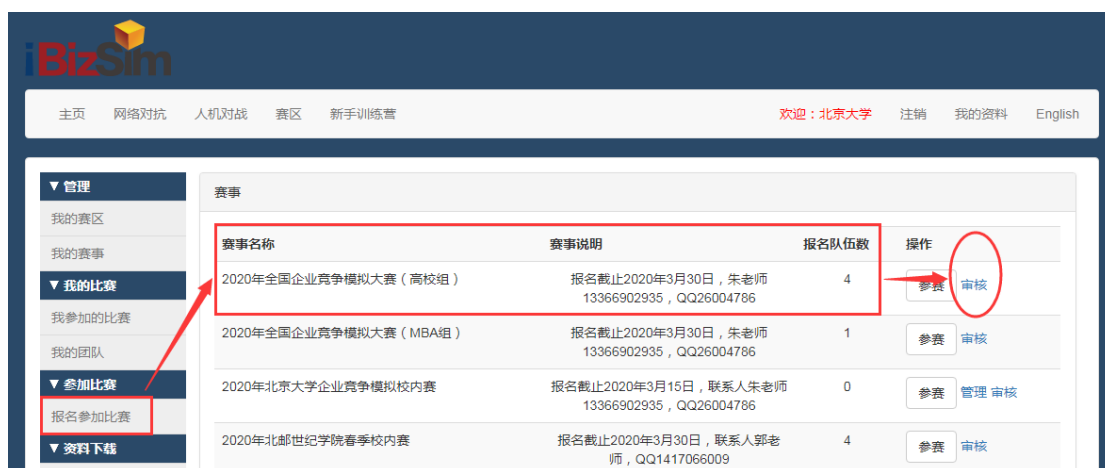 iBizSim
主页 网络对抗 人机对战 赛区 新手训练营 欢迎：北京大学 注销 我的资料 English
▼管理
我的赛区
我的赛事
▼我的比赛
我参加的比赛
我的团队
▼参加比赛
报名参加比赛
▼资料下载
赛事
赛事名称 赛事说明 报名队伍数 操作
2020年全国企业竞争模拟大赛（高校组） 报名截止2020年3月30日，朱老师 4 参赛 审核
13366902935，QQ26004786
2020年全国企业竞争模拟大赛（MBA组） 报名截止2020年3月30日，朱老师 1 参赛 审核
13366902935，QQ26004786
2020年北京大学企业竞争模拟校内赛 报名截止2020年3月15日，联系人朱老师 0 参赛 管理 审核
13366902935，QQ26004786
2020年北邮世纪学院春季校内赛 报名截止2020年3月30日，联系人郭老 4 参赛 审核
师，QQ1417066009